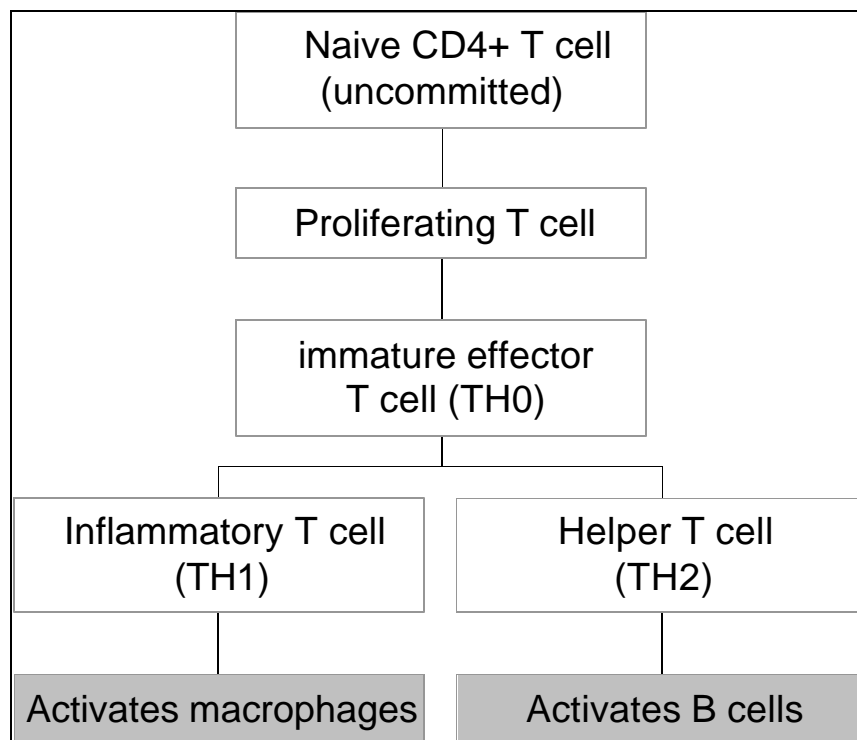 Naive CD4+ T cell
(uncommitted)
Proliferating T cell
immature effector
T cell (TH0)
Inflammatory T cell
(TH1)
Helper T cell
(TH2)
Activates macrophages
Activates B cells